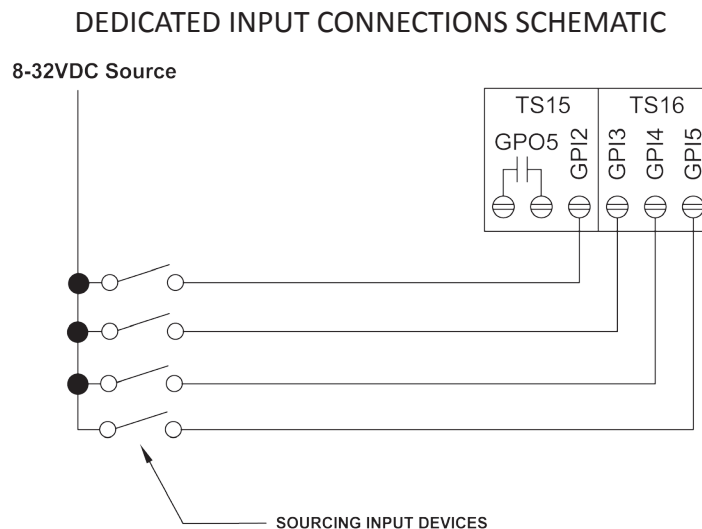 DEDICATED INPUT CONNECTIONS SCHEMATIC
8-32VDC Source
TS15
TS16
GPO5
GPI2
GPI3
GPI4
GPI5
SOURCING INPUT DEVICES